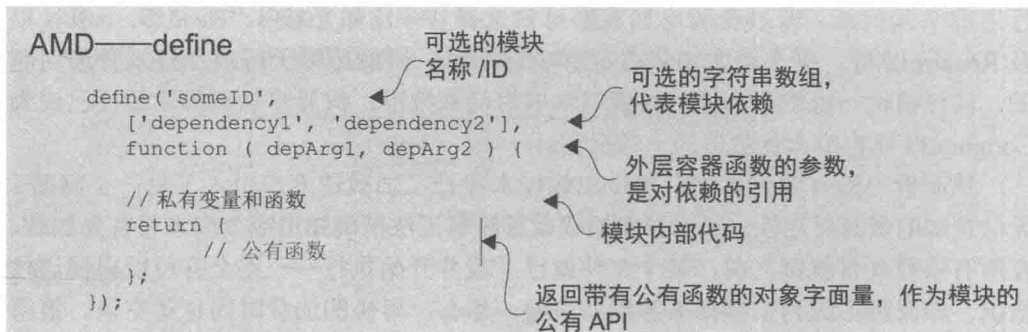 AMD——define
可选的模块
名称 /ID
define('someID',
可选的字符串数组，
代表模块依赖
['dependency1', 'dependency2'],
function ( depArg1, depArg2 ) {
外层容器函数的参数，
是对依赖的引用
//私有变量和函数
模块内部代码
return {
// 公有函数
};
返回带有公有函数的对象字面量，作为模块的
公有 API
});